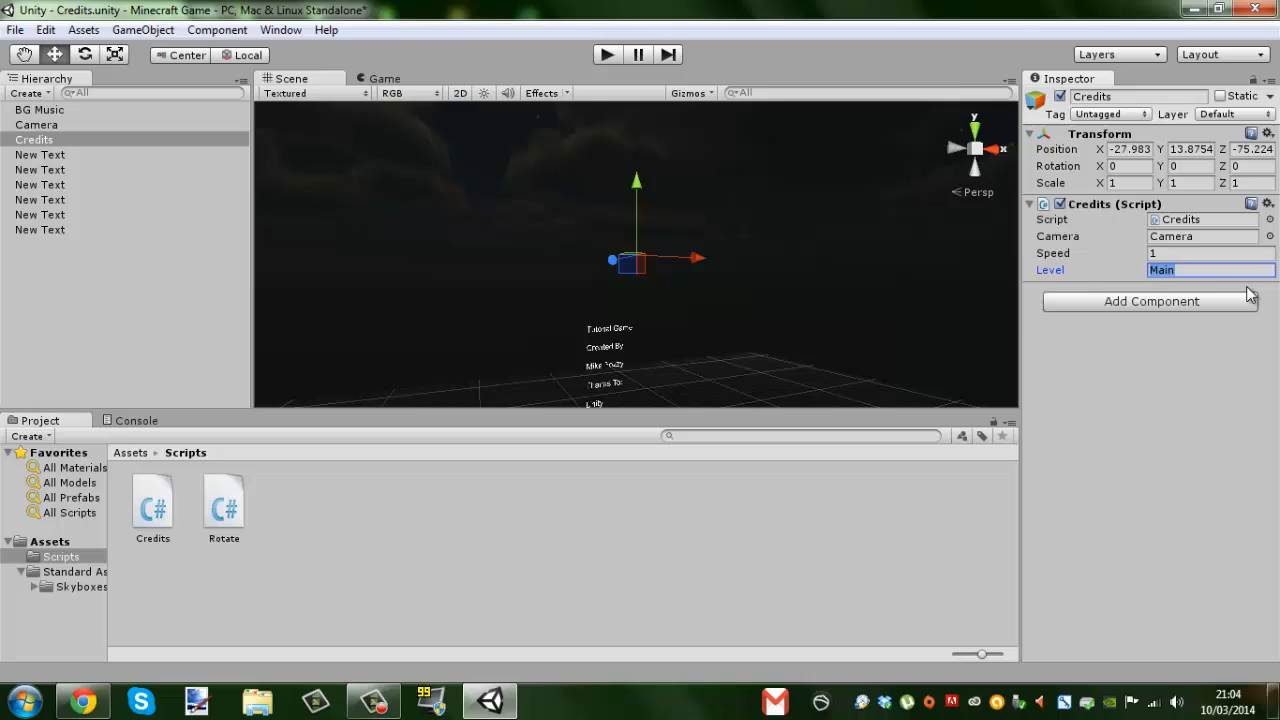 Unity - Credits.unity - Minecraft Game - PC, Mac & Linux Standalone*
File Edit Assets GameObject Component Window Help
Center Local Layers Layout
Hierarchy
Create All
BG Music
Camera
Credits
New Text
New Text
New Text
New Text
New Text
New Text
Scene Game
Textured RGB 2D Effects Gizmos All
y
x
Persp
Tutorial Game
Created By
Mike
Thanks To:
Unity
Inspector
Credits Static
Tag Untagged Layer Default
Transform
Position X -27.983 Y 13.8754 Z -75.224
Rotation X 0 Y 0 Z 0
Scale X 1 Y 1 Z 1
Credits (Script)
Script Credits
Camera Camera
Speed 1
Level Main
Add Component
Project Console
Create
Favorites
All Materials
All Models
All Prefabs
All Scripts
Assets
Scripts
Standard As
Skyboxes
Assets Scripts
C# C#
Credits Rotate
99
21:04
10/03/2014